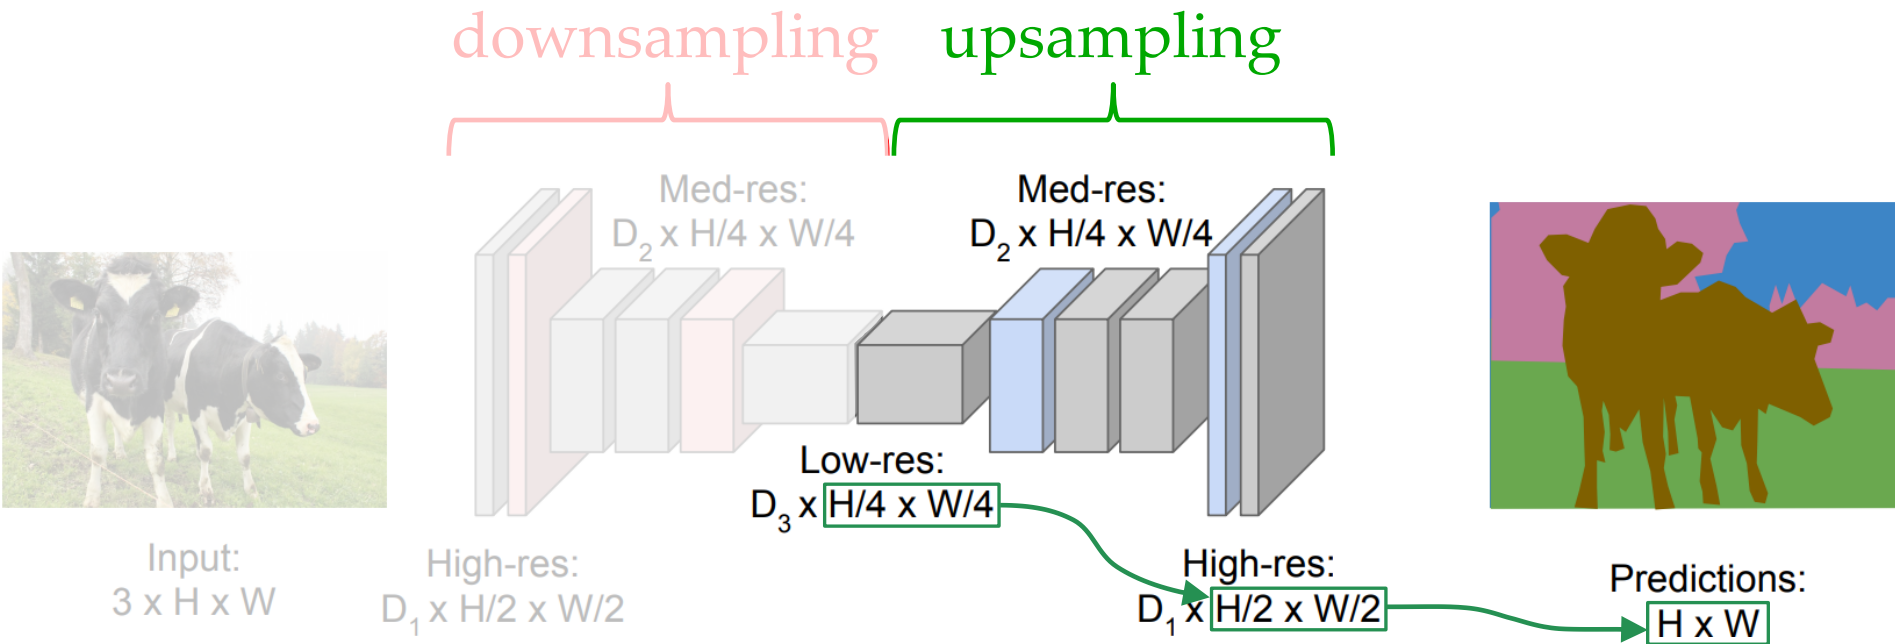 downsampling
upsampling
Med-res:
D₂ x H/4 x W/4
Med-res:
D₂ x H/4 x W/4
Low-res:
D₃ x H/4 x W/4
Input:
3 x H x W
High-res:
D₁ x H/2 x W/2
High-res:
D₁ x H/2 x W/2
Predictions:
H x W